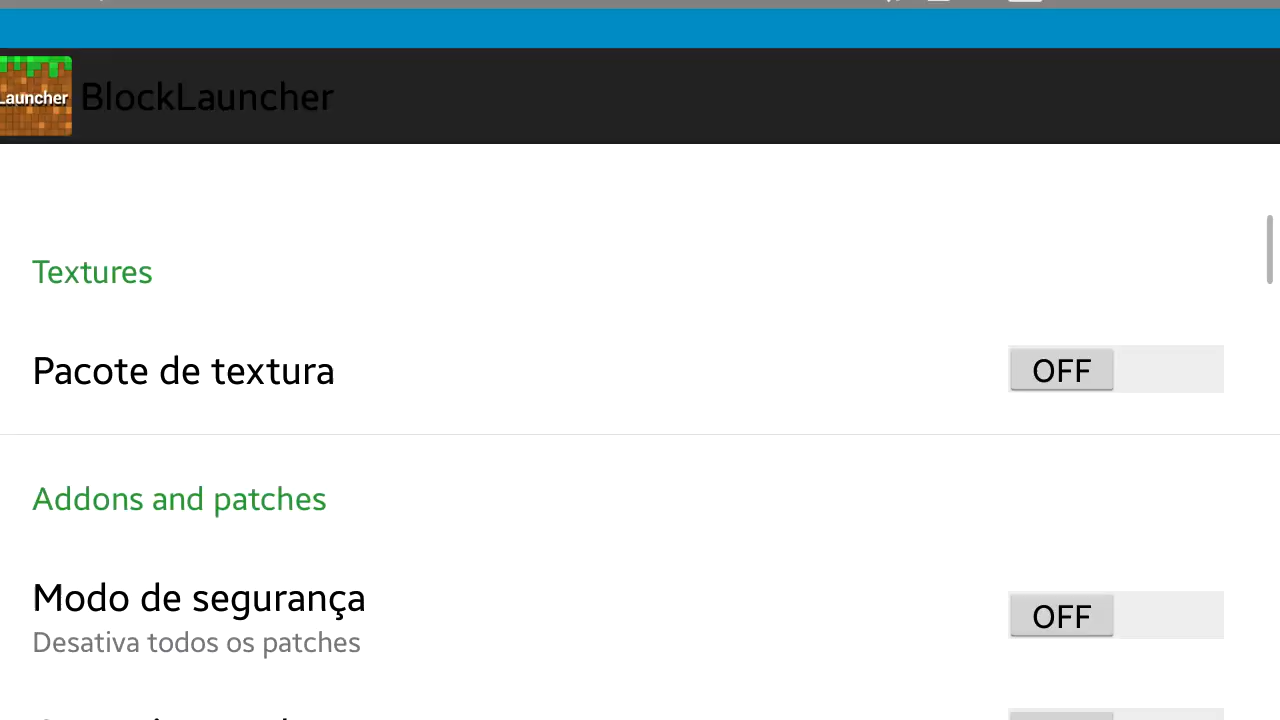 Launcher
BlockLauncher
Textures
Pacote de textura
OFF
Addons and patches
Modo de segurança
OFF
Desativa todos os patches